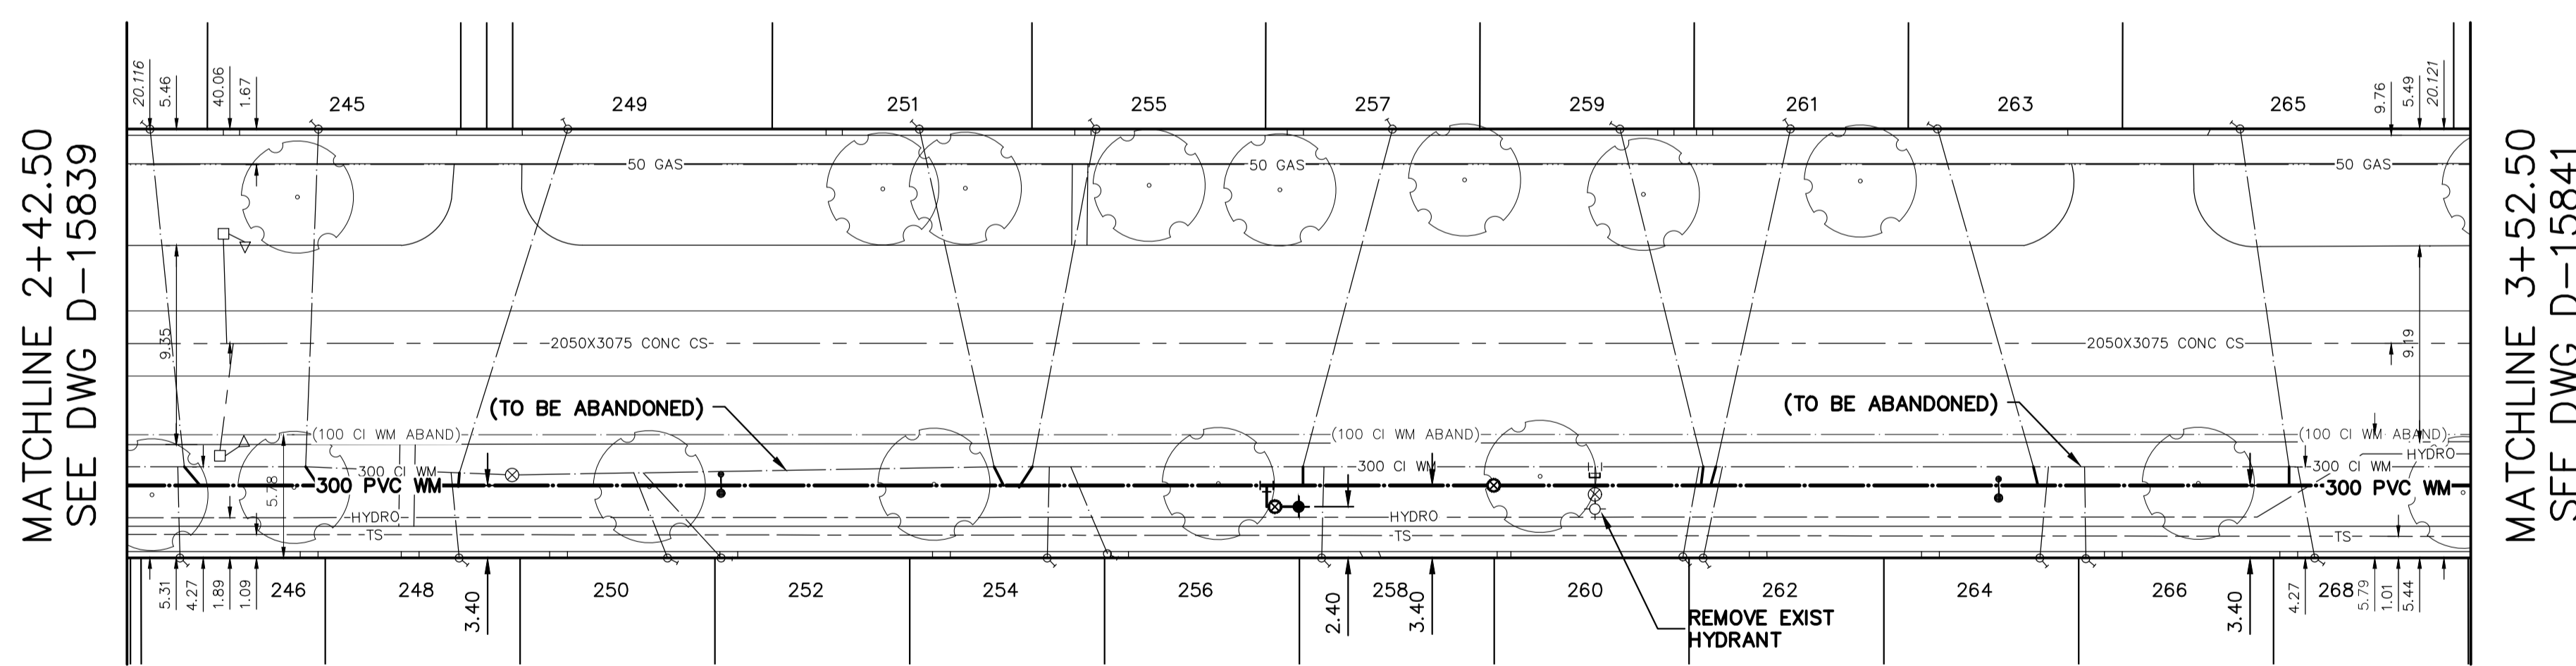 MATCHLINE 2+42.50
SEE DWG D-15839
20.116
5.46
40.06
1.67
245
249
251
255
257
259
261
263
265
9.76
5.49
20.121
50 GAS
50 GAS
50 GAS
9.35
2050X3075 CONC CS
2050X3075 CONC CS
9.19
(TO BE ABANDONED)
(TO BE ABANDONED)
(100 CI WM ABAND)
(100 CI WM ABAND)
(100 CI WM ABAND)
HYDRO
300 CI WM
300 CI WM
300 CI WM
5.78
300 PVC WM
300 PVC WM
HYDRO
HYDRO
TS
TS
TS
5.31
4.27
1.89
1.09
246
248
3.40
250
252
254
256
2.40
258
3.40
260
262
264
266
3.40
4.27
268
5.79
1.01
5.44
REMOVE EXIST
HYDRANT
MATCHLINE 3+52.50
SEE DWG D-15841